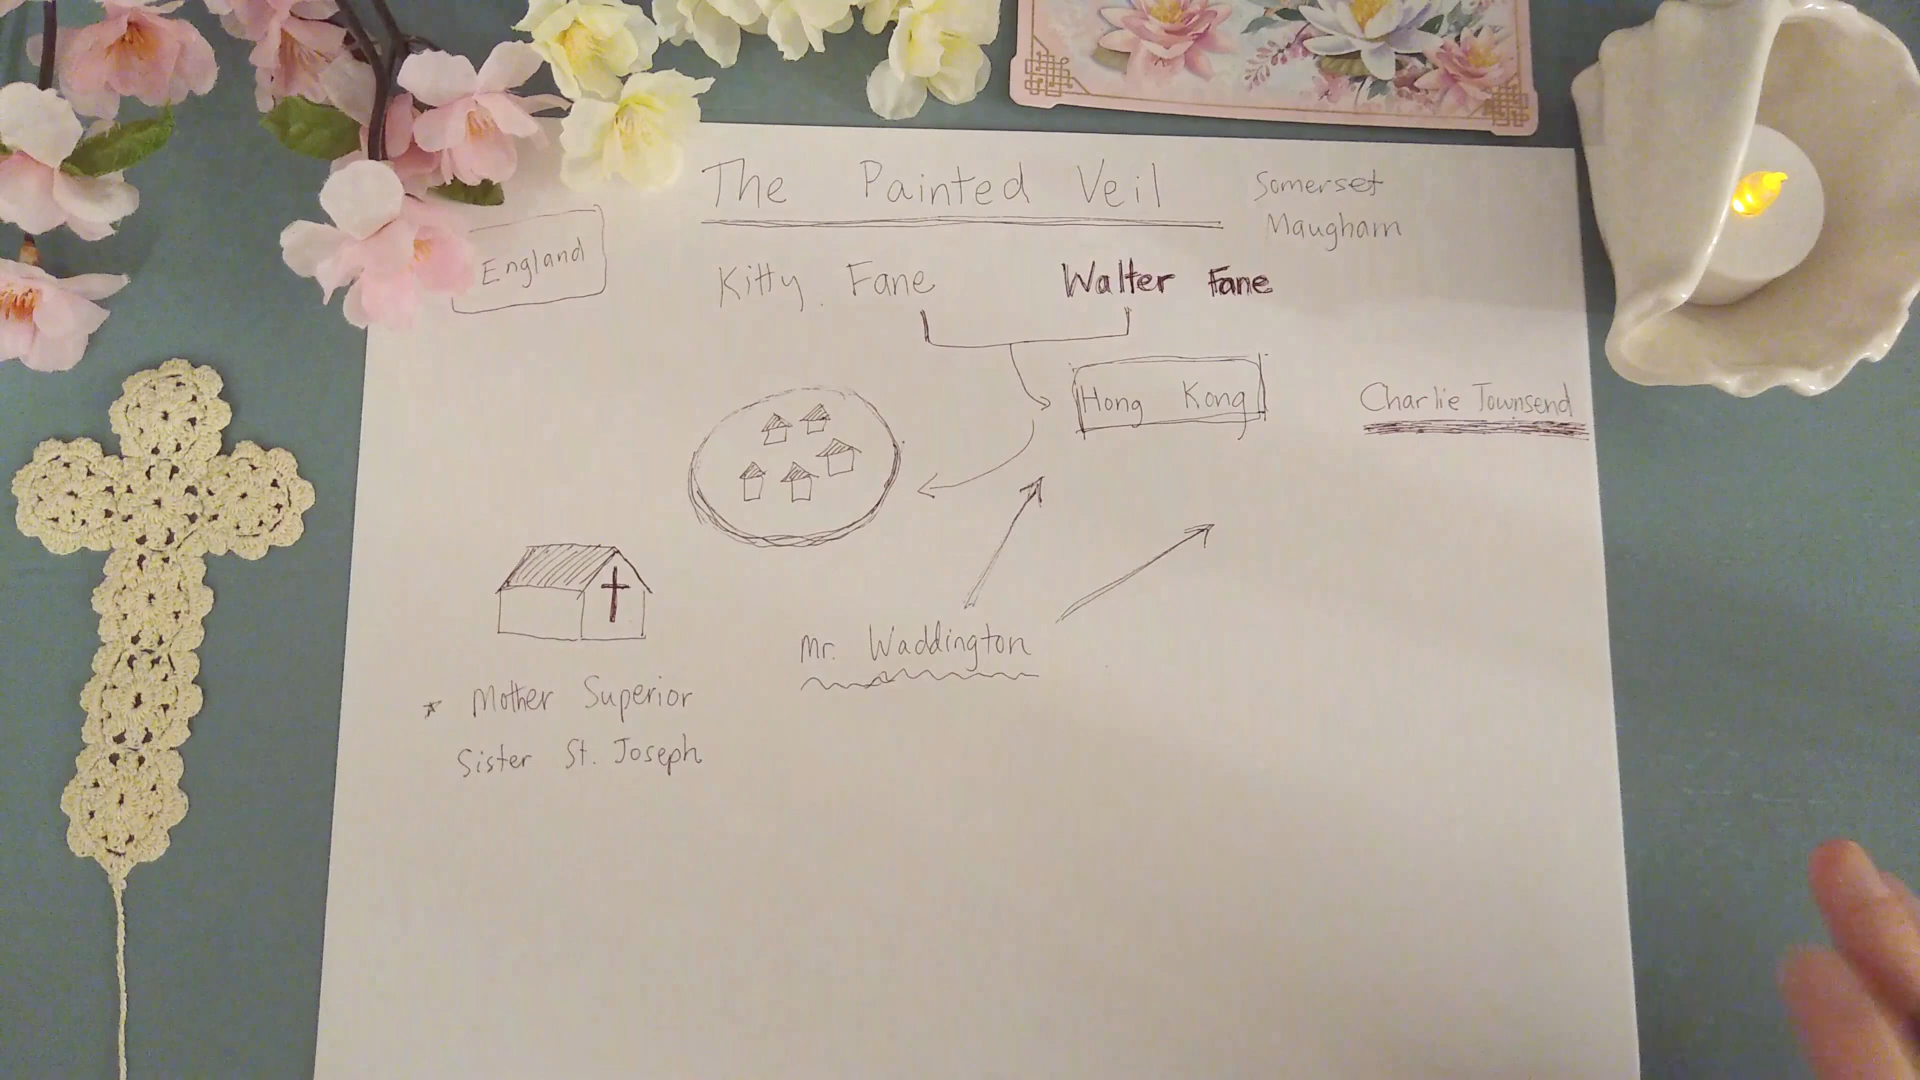 The Painted Veil
Somerset
Maugham
England
Kitty Fane
Walter Fane
Hong Kong
Charlie Townsend
Mr. Waddington
* Mother Superior
Sister St. Joseph